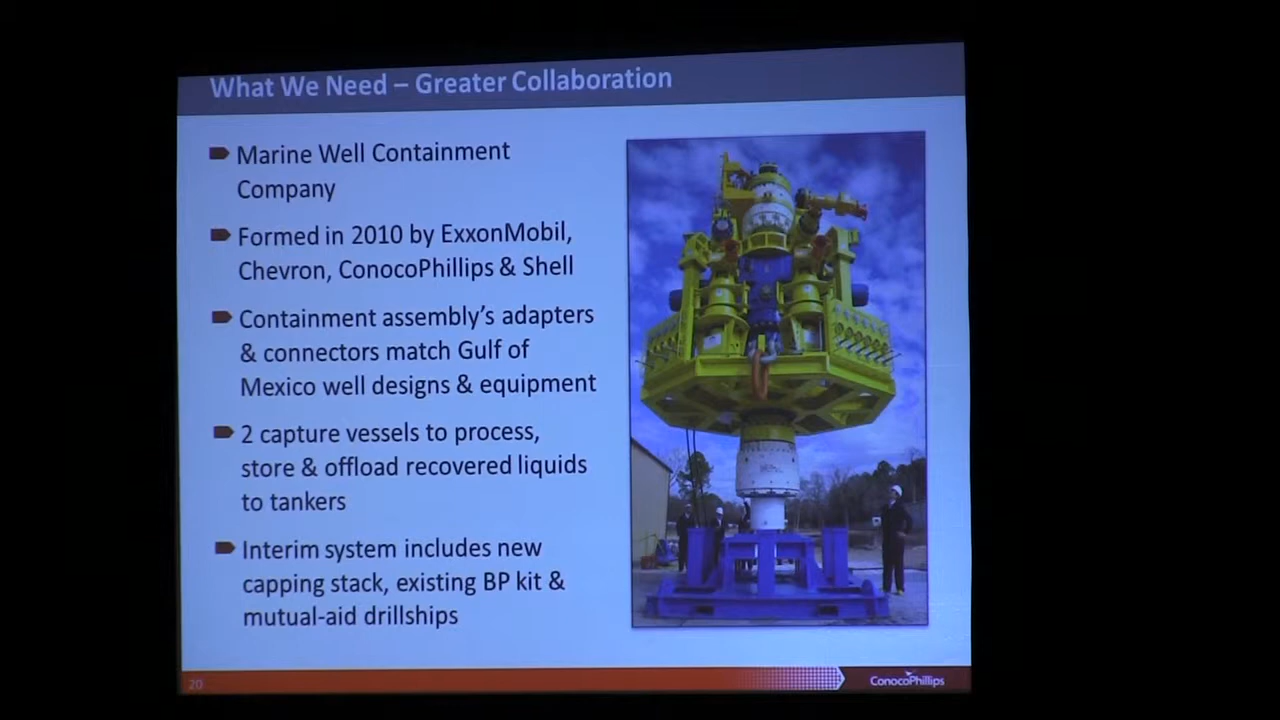 What We Need – Greater Collaboration
Marine Well Containment
Company
Formed in 2010 by ExxonMobil,
Chevron, ConocoPhillips & Shell
Containment assembly's adapters
& connectors match Gulf of
Mexico well designs & equipment
2 capture vessels to process,
store & offload recovered liquids
to tankers
Interim system includes new
capping stack, existing BP kit &
mutual-aid drillships
20
ConocoPhillips